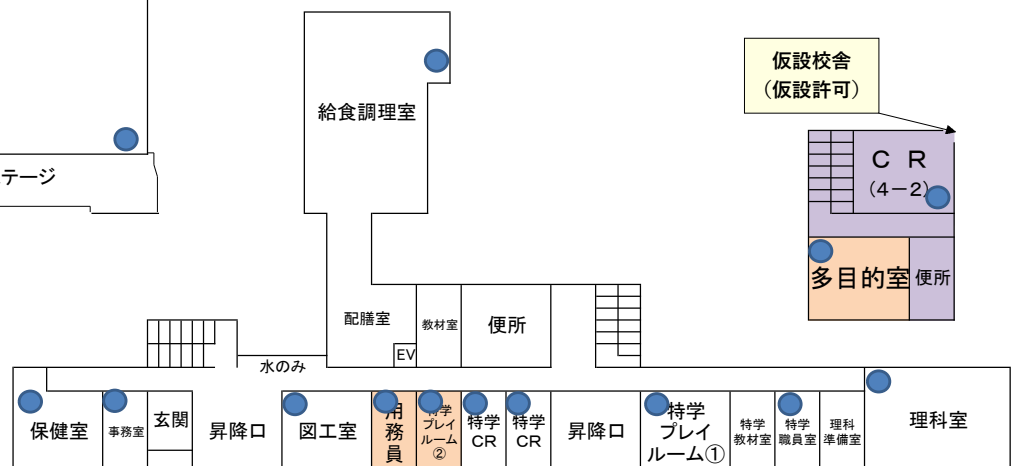 仮設校舎
（仮設許可）
給食調理室
ＣＲ
(４－２)
テージ
多目的室
便所
配膳室
教材室
便所
EV
水のみ
保健室
事務室
玄関
昇降口
図工室
用
務
員
特学
プレイ
ルーム
②
特学
CR
特学
CR
昇降口
特学
プレイ
ルーム①
特学
教材室
特学
職員室
理科
準備室
理科室